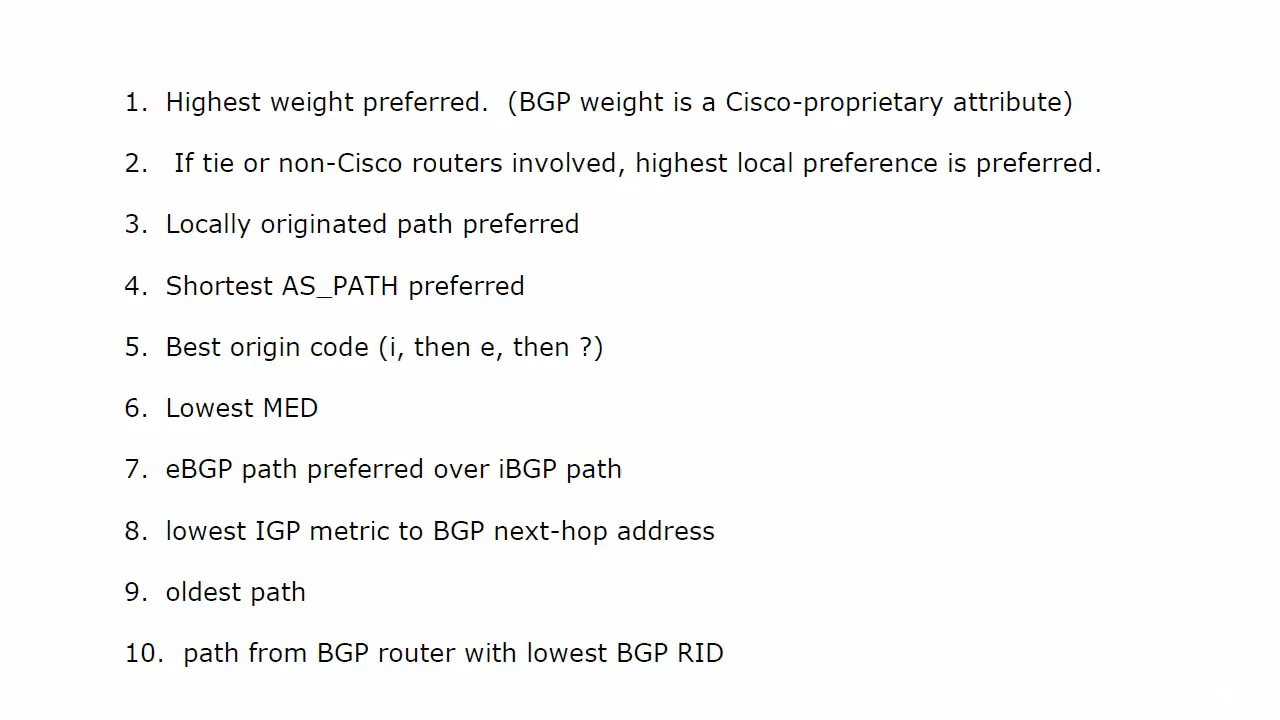 1. Highest weight preferred. (BGP weight is a Cisco-proprietary attribute)
2. If tie or non-Cisco routers involved, highest local preference is preferred.
3. Locally originated path preferred
4. Shortest AS_PATH preferred
5. Best origin code (i, then e, then ?)
6. Lowest MED
7. eBGP path preferred over iBGP path
8. lowest IGP metric to BGP next-hop address
9. oldest path
10. path from BGP router with lowest BGP RID